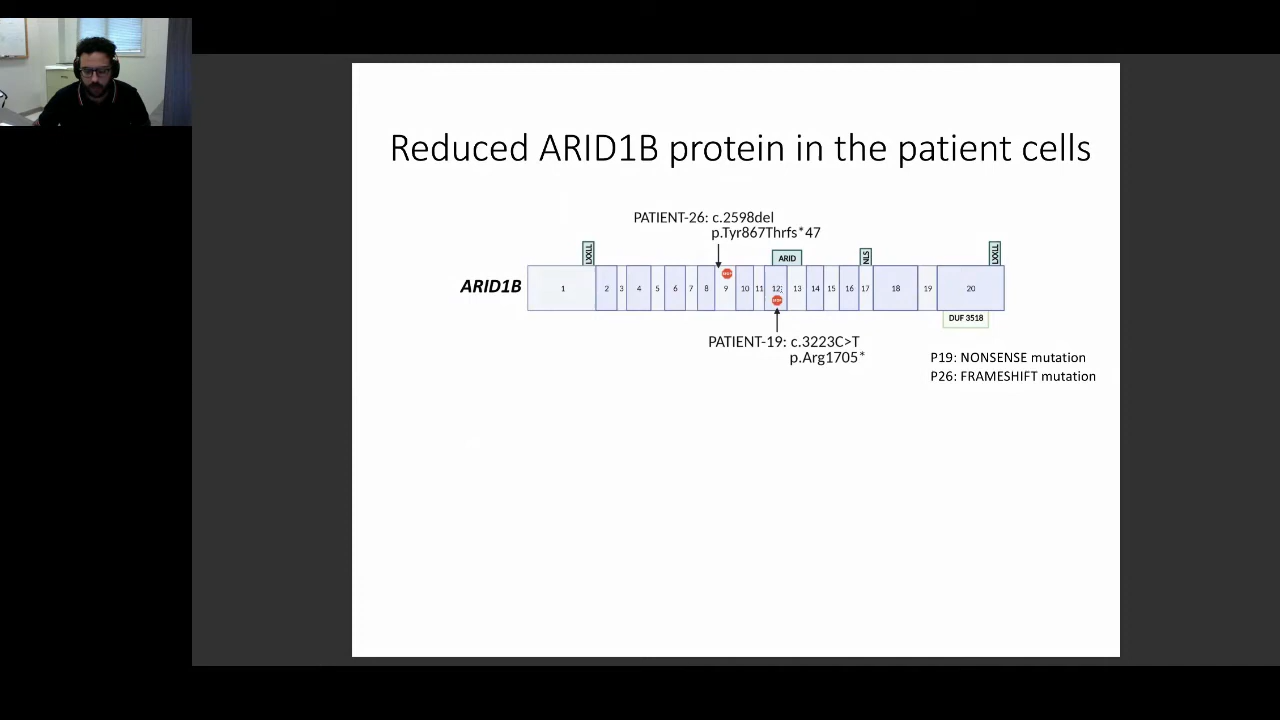 Reduced ARID1B protein in the patient cells
PATIENT-26: c.2598del
p.Tyr867Thrfs*47
LXXLL
ARID
NLS
LXXLL
ARID1B
1 2 3 4 5 6 7 8 9 10 11 12 13 14 15 16 17 18 19 20
STOP
STOP
DUF 3518
PATIENT-19: c.3223C>T
p.Arg1705*
P19: NONSENSE mutation
P26: FRAMESHIFT mutation